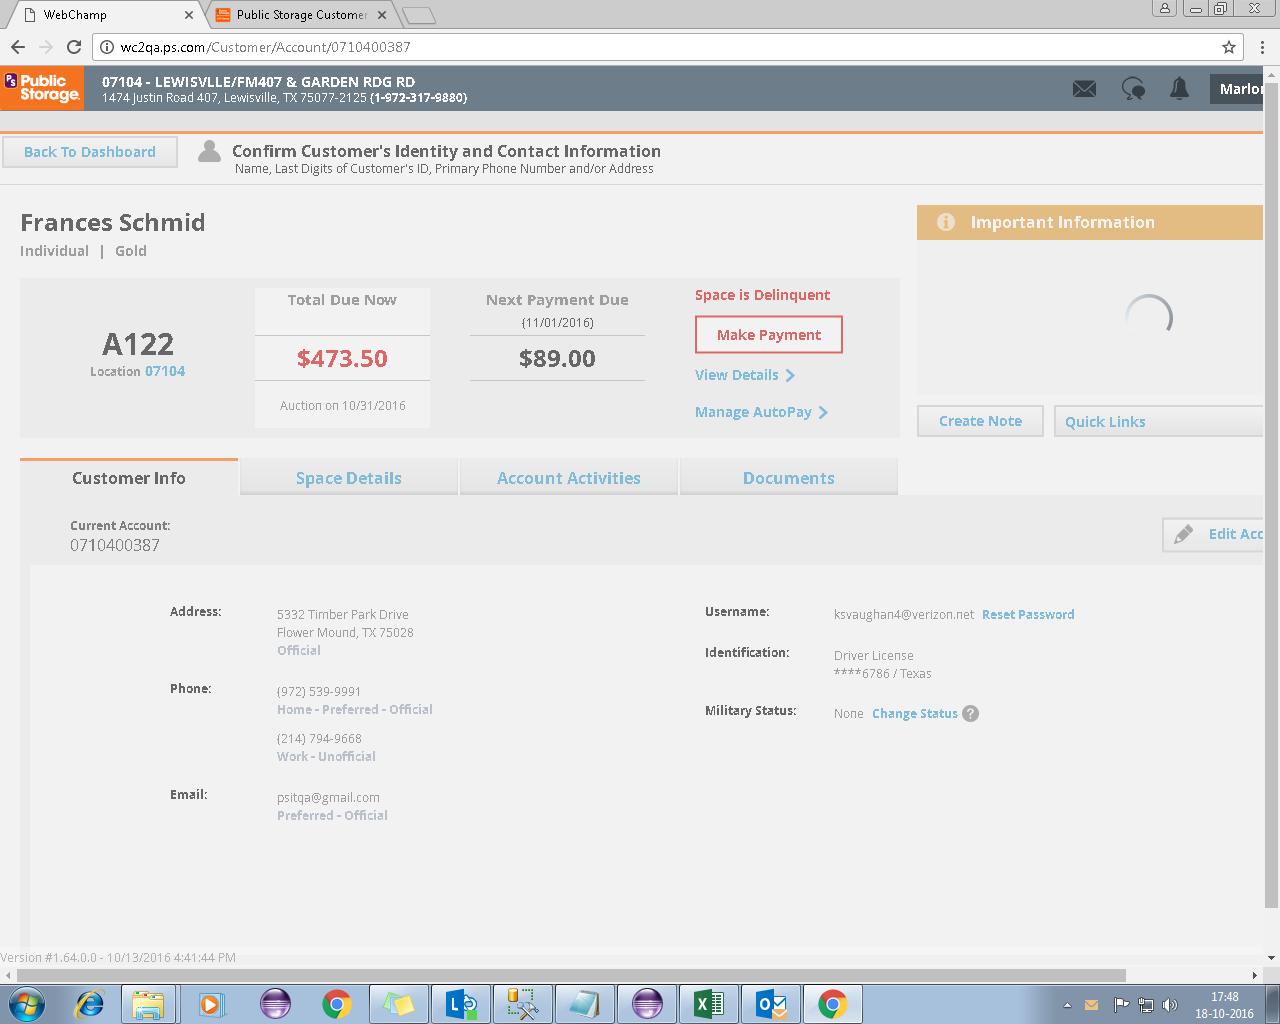 WebChamp
Public Storage Customer
wc2qa.ps.com/Customer/Account/0710400387
Ps Public Storage.
07104 - LEWISVLLE/FM407 & GARDEN RDG RD
1474 Justin Road 407, Lewisville, TX 75077-2125 (1-972-317-9880)
Marlon
Back To Dashboard
Confirm Customer's Identity and Contact Information
Name, Last Digits of Customer's ID, Primary Phone Number and/or Address
Frances Schmid
Individual | Gold
Important Information
A122
Location 07104
Total Due Now
$473.50
Auction on 10/31/2016
Next Payment Due
(11/01/2016)
$89.00
Space is Delinquent
Make Payment
View Details
Manage AutoPay
Create Note
Quick Links
Customer Info
Space Details
Account Activities
Documents
Current Account:
0710400387
Edit Acc
Address:
5332 Timber Park Drive
Flower Mound, TX 75028
Official
Phone:
(972) 539-9991
Home - Preferred - Official
(214) 794-9668
Work - Unofficial
Email:
psitqa@gmail.com
Preferred - Official
Username:
ksvaughan4@verizon.net Reset Password
Identification:
Driver License
****6786 / Texas
Military Status:
None Change Status ?
Version #1.64.0.0 - 10/13/2016 4:41:44 PM
17:48
18-10-2016